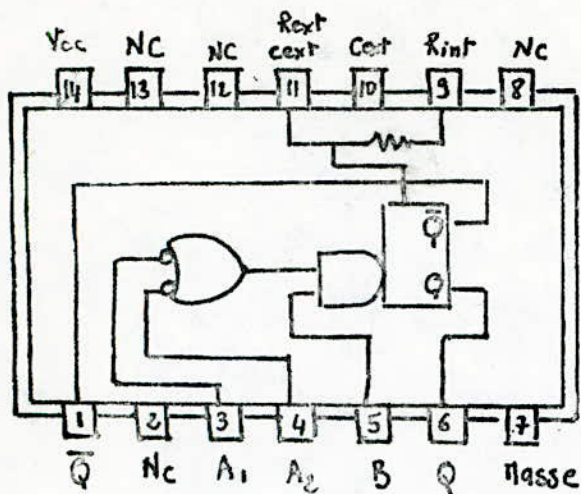 Vcc NC NC Rext Cext Rint NC
cext
14 13 12 11 10 9 8
Q̅
Q
1 2 3 4 5 6 7
Q̅ Nc A1 A2 B Q Masse